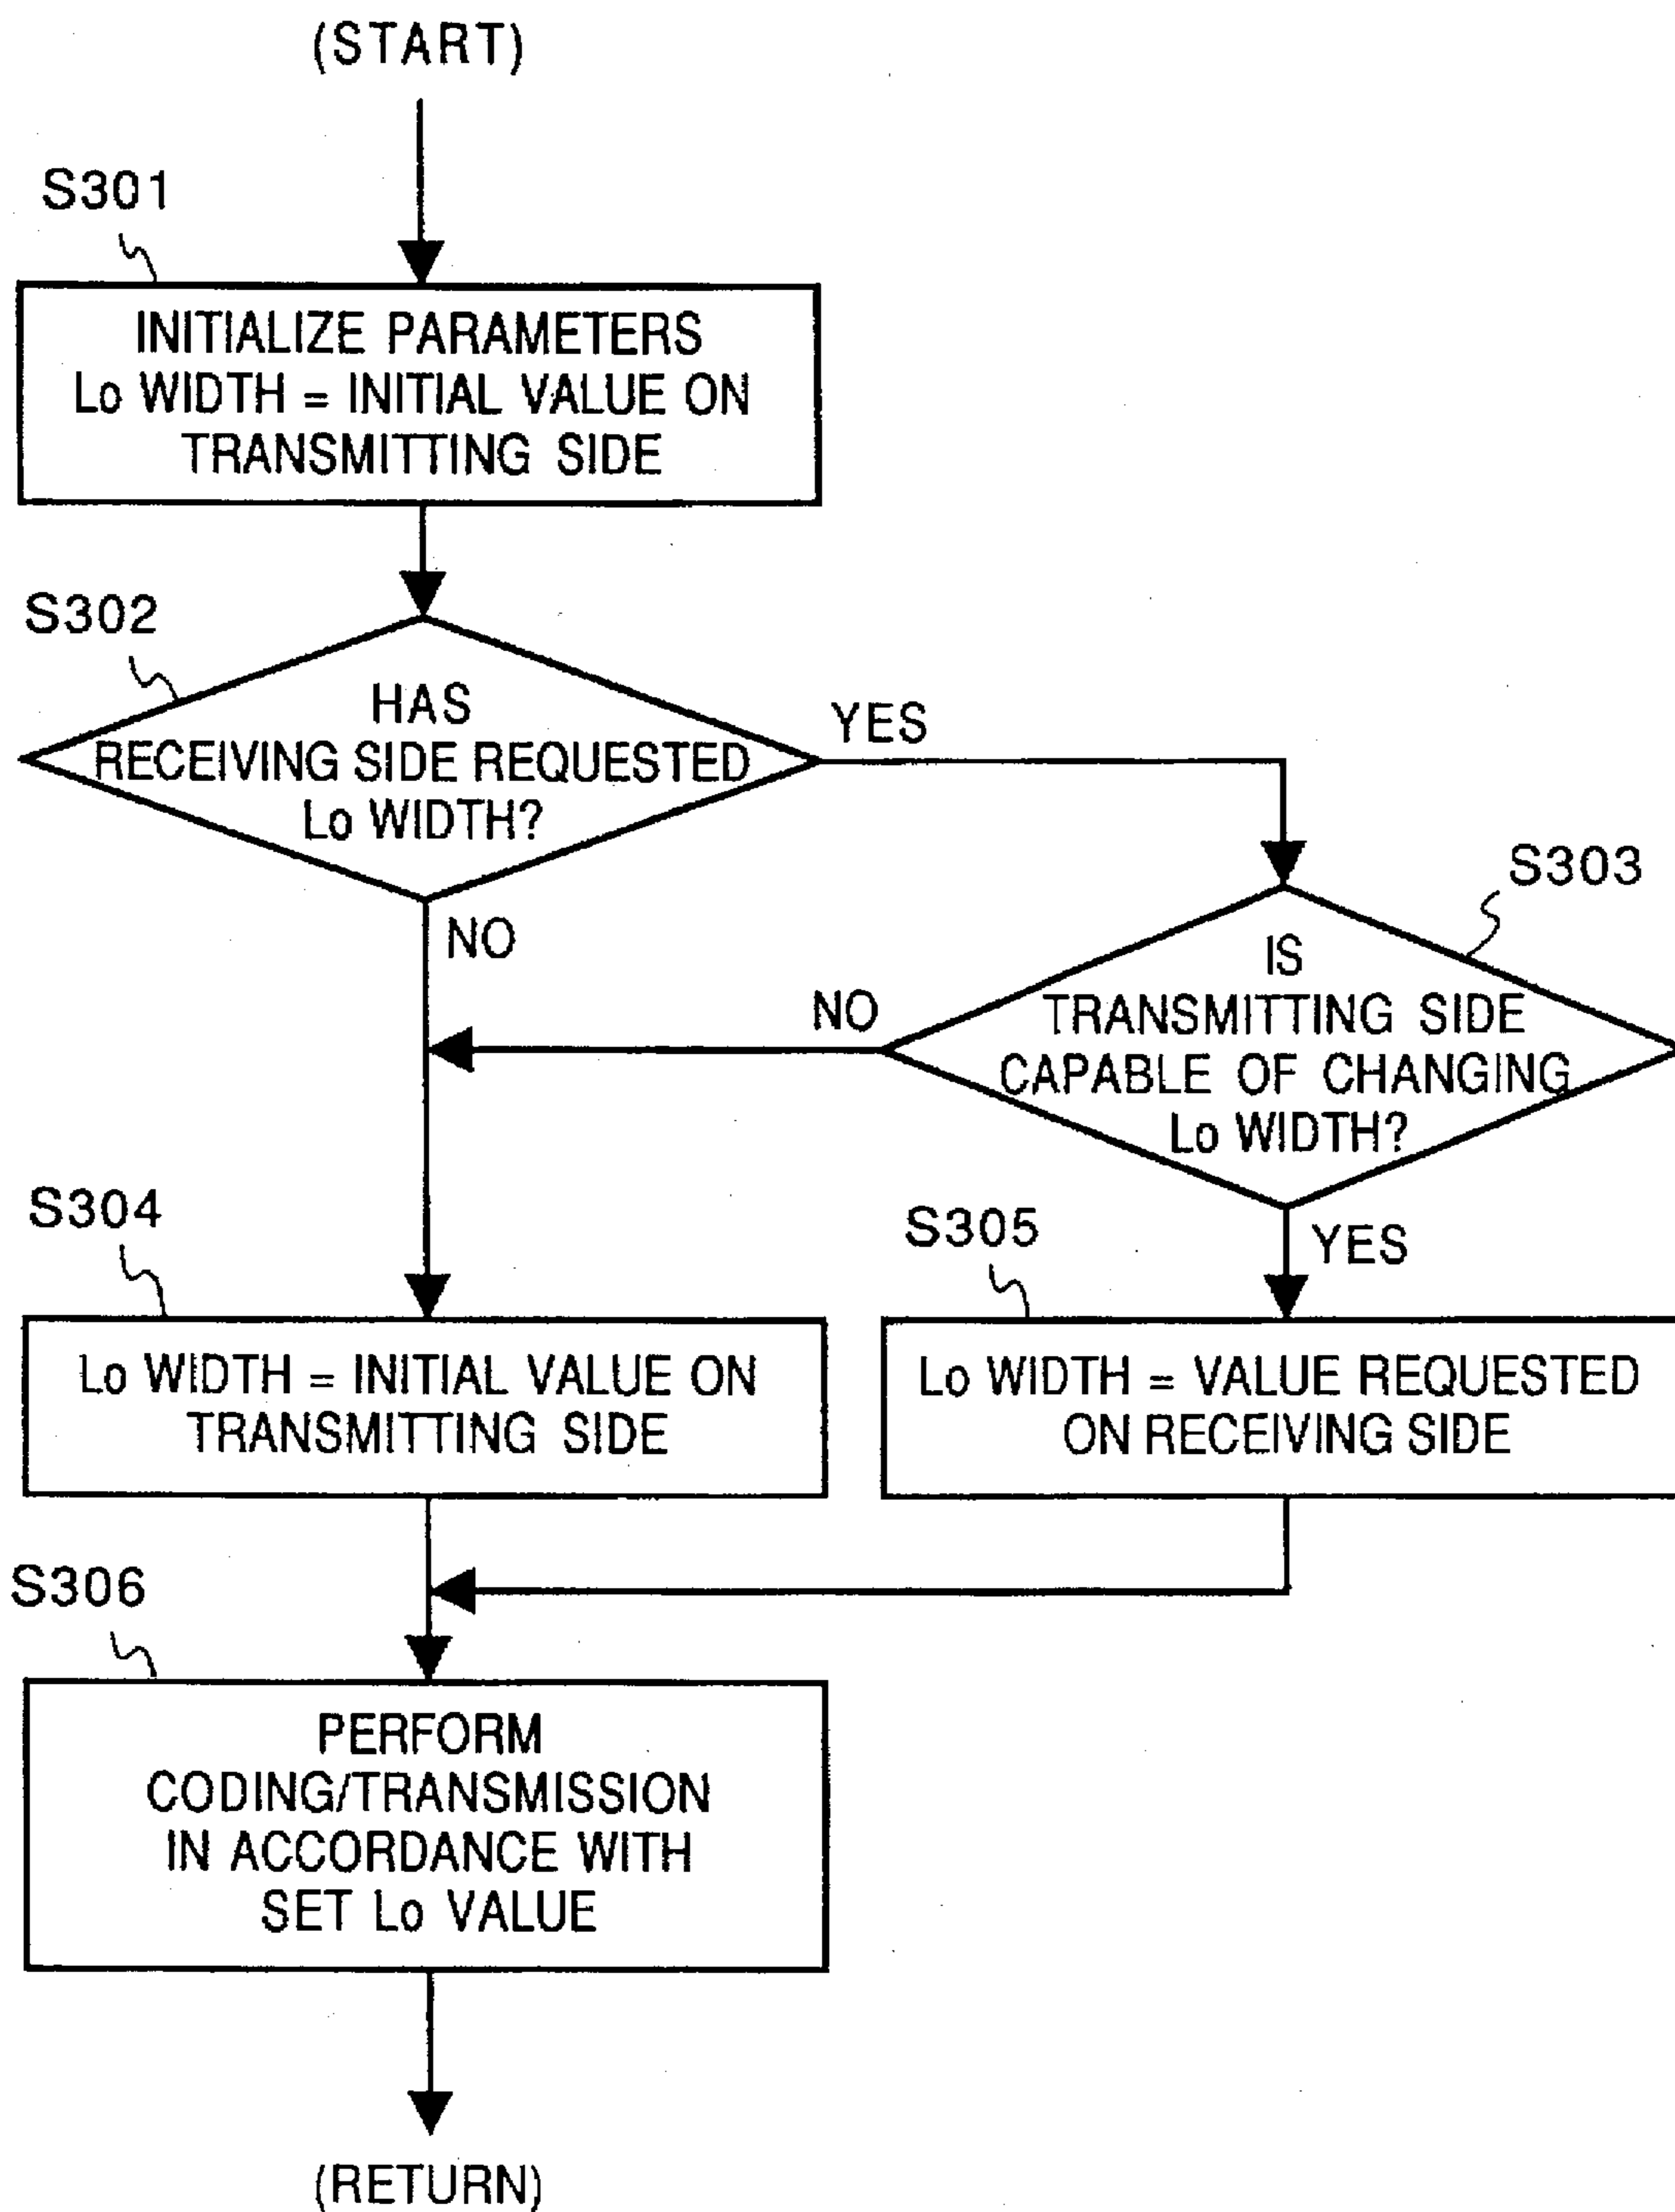 (START)
S301
INITIALIZE PARAMETERS
Lo WIDTH = INITIAL VALUE ON
TRANSMITTING SIDE
S302
HAS
RECEIVING SIDE REQUESTED
Lo WIDTH?
YES
NO
S303
IS
TRANSMITTING SIDE
CAPABLE OF CHANGING
Lo WIDTH?
NO
YES
S304
Lo WIDTH = INITIAL VALUE ON
TRANSMITTING SIDE
S305
Lo WIDTH = VALUE REQUESTED
ON RECEIVING SIDE
S306
PERFORM
CODING/TRANSMISSION
IN ACCORDANCE WITH
SET Lo VALUE
(RETURN)